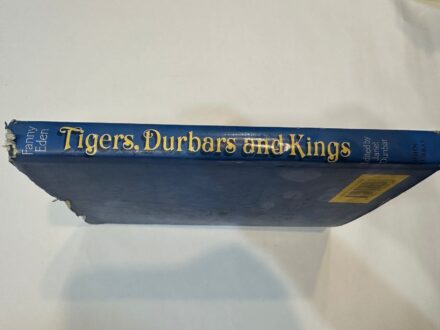 Fanny
Eden
Tigers, Durbars and Kings
Edited by
Janet
Dunbar